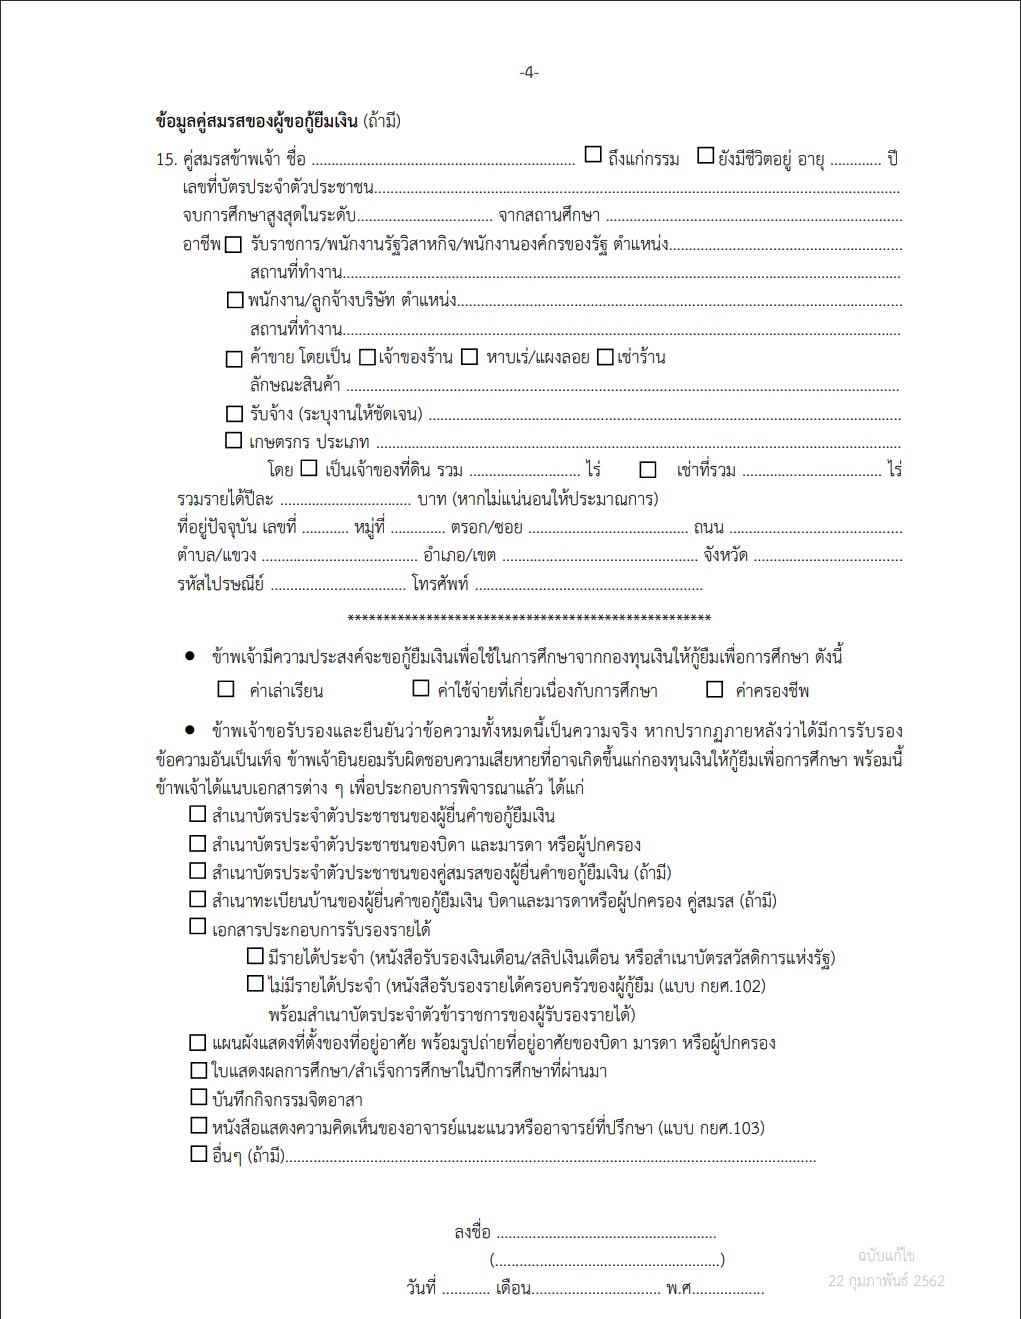 -4-
ข้อมูลคู่สมรสของผู้ขอกู้ยืมเงิน (ถ้ามี)
15. คู่สมรสข้าพเจ้า ชื่อ .................................................................. ☐ ถึงแก่กรรม ☐ ยังมีชีวิตอยู่ อายุ ............. ปี
เลขที่บัตรประจำตัวประชาชน....................................................................................................................................
จบการศึกษาสูงสุดในระดับ.................................. จากสถานศึกษา ..........................................................................
อาชีพ ☐ รับราชการ/พนักงานรัฐวิสาหกิจ/พนักงานองค์กรของรัฐ ตำแหน่ง...........................................................
สถานที่ทำงาน............................................................................................................................................
☐ พนักงาน/ลูกจ้างบริษัท ตำแหน่ง................................................................................................................
สถานที่ทำงาน............................................................................................................................................
☐ ค้าขาย โดยเป็น ☐ เจ้าของร้าน ☐ หาบเร่/แผงลอย ☐ เช่าร้าน
ลักษณะสินค้า ...........................................................................................................................................
☐ รับจ้าง (ระบุงานให้ชัดเจน) ......................................................................................................................
☐ เกษตรกร ประเภท ...................................................................................................................................
โดย ☐ เป็นเจ้าของที่ดิน รวม ............................ ไร่ ☐ เช่าที่รวม ................................... ไร่
รวมรายได้ปีละ ................................. บาท (หากไม่แน่นอนให้ประมาณการ)
ที่อยู่ปัจจุบัน เลขที่ ............ หมู่ที่ .............. ตรอก/ซอย ........................................ ถนน ...........................................
ตำบล/แขวง ....................................... อำเภอ/เขต ................................................. จังหวัด .....................................
รหัสไปรษณีย์ .................................. โทรศัพท์ .........................................................
***************************************************
● ข้าพเจ้ามีความประสงค์จะขอกู้ยืมเงินเพื่อใช้ในการศึกษาจากกองทุนเงินให้กู้ยืมเพื่อการศึกษา ดังนี้
☐ ค่าเล่าเรียน ☐ ค่าใช้จ่ายที่เกี่ยวเนื่องกับการศึกษา ☐ ค่าครองชีพ
● ข้าพเจ้าขอรับรองและยืนยันว่าข้อความทั้งหมดนี้เป็นความจริง หากปรากฏภายหลังว่าได้มีการรับรอง
ข้อความอันเป็นเท็จ ข้าพเจ้ายินยอมรับผิดชอบความเสียหายที่อาจเกิดขึ้นแก่กองทุนเงินให้กู้ยืมเพื่อการศึกษา พร้อมนี้
ข้าพเจ้าได้แนบเอกสารต่าง ๆ เพื่อประกอบการพิจารณาแล้ว ได้แก่
☐ สำเนาบัตรประจำตัวประชาชนของผู้ยื่นคำขอกู้ยืมเงิน
☐ สำเนาบัตรประจำตัวประชาชนของบิดา และมารดา หรือผู้ปกครอง
☐ สำเนาบัตรประจำตัวประชาชนของคู่สมรสของผู้ยื่นคำขอกู้ยืมเงิน (ถ้ามี)
☐ สำเนาทะเบียนบ้านของผู้ยื่นคำขอกู้ยืมเงิน บิดาและมารดาหรือผู้ปกครอง คู่สมรส (ถ้ามี)
☐ เอกสารประกอบการรับรองรายได้
☐ มีรายได้ประจำ (หนังสือรับรองเงินเดือน/สลิปเงินเดือน หรือสำเนาบัตรสวัสดิการแห่งรัฐ)
☐ ไม่มีรายได้ประจำ (หนังสือรับรองรายได้ครอบครัวของผู้กู้ยืม (แบบ กยศ.102)
พร้อมสำเนาบัตรประจำตัวข้าราชการของผู้รับรองรายได้)
☐ แผนผังแสดงที่ตั้งของที่อยู่อาศัย พร้อมรูปถ่ายที่อยู่อาศัยของบิดา มารดา หรือผู้ปกครอง
☐ ใบแสดงผลการศึกษา/สำเร็จการศึกษาในปีการศึกษาที่ผ่านมา
☐ บันทึกกิจกรรมจิตอาสา
☐ หนังสือแสดงความคิดเห็นของอาจารย์แนะแนวหรืออาจารย์ที่ปรึกษา (แบบ กยศ.103)
☐ อื่นๆ (ถ้ามี).....................................................................................................................................
ลงชื่อ .......................................................
(........................................................)
วันที่ ............ เดือน................................ พ.ศ..................
ฉบับแก้ไข
22 กุมภาพันธ์ 2562